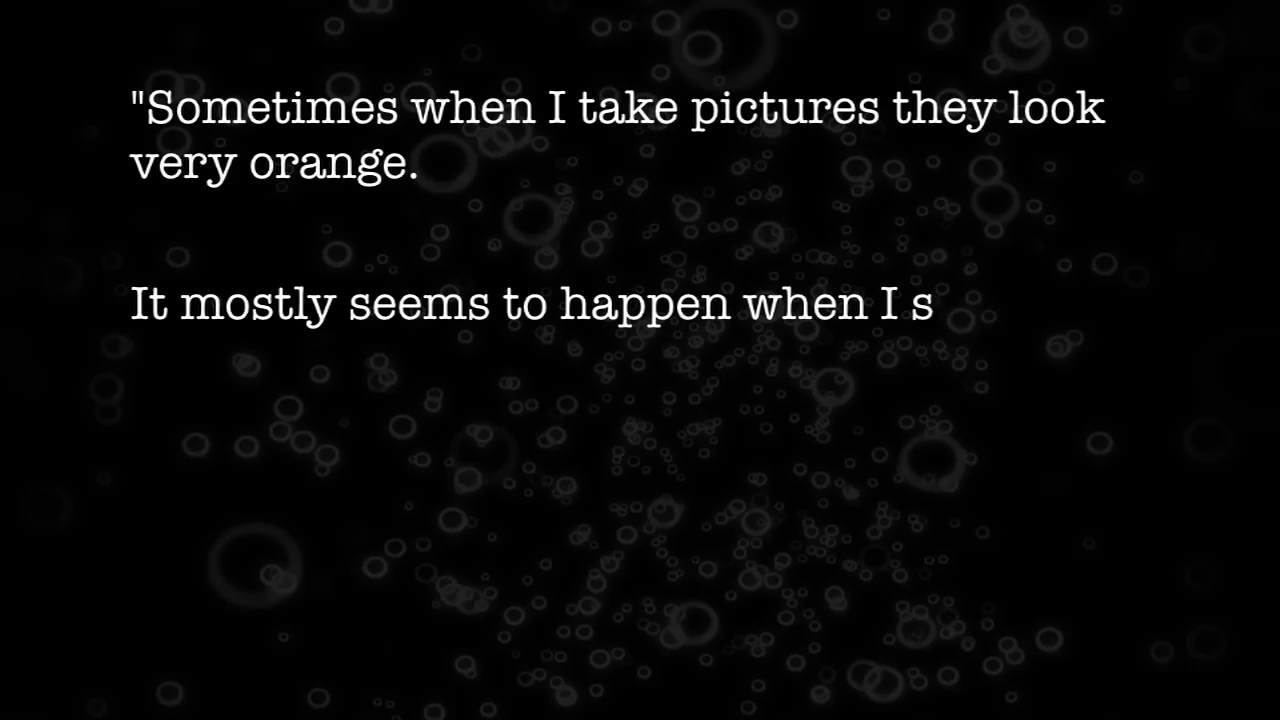 "Sometimes when I take pictures they look
very orange.
It mostly seems to happen when I s